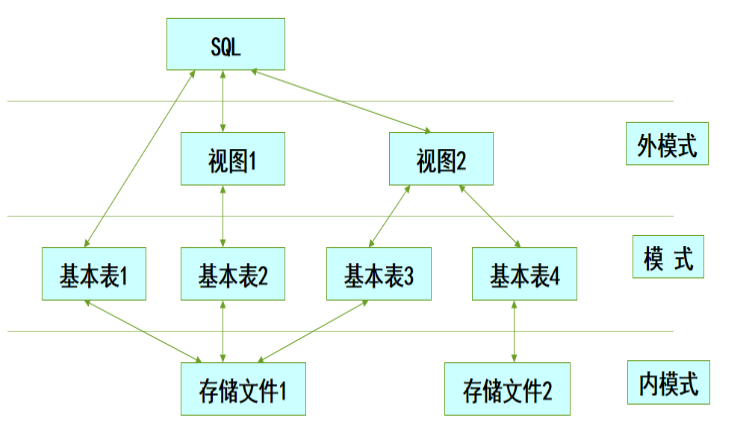 SQL
视图1
视图2
外模式
基本表1
基本表2
基本表3
基本表4
模 式
存储文件1
存储文件2
内模式